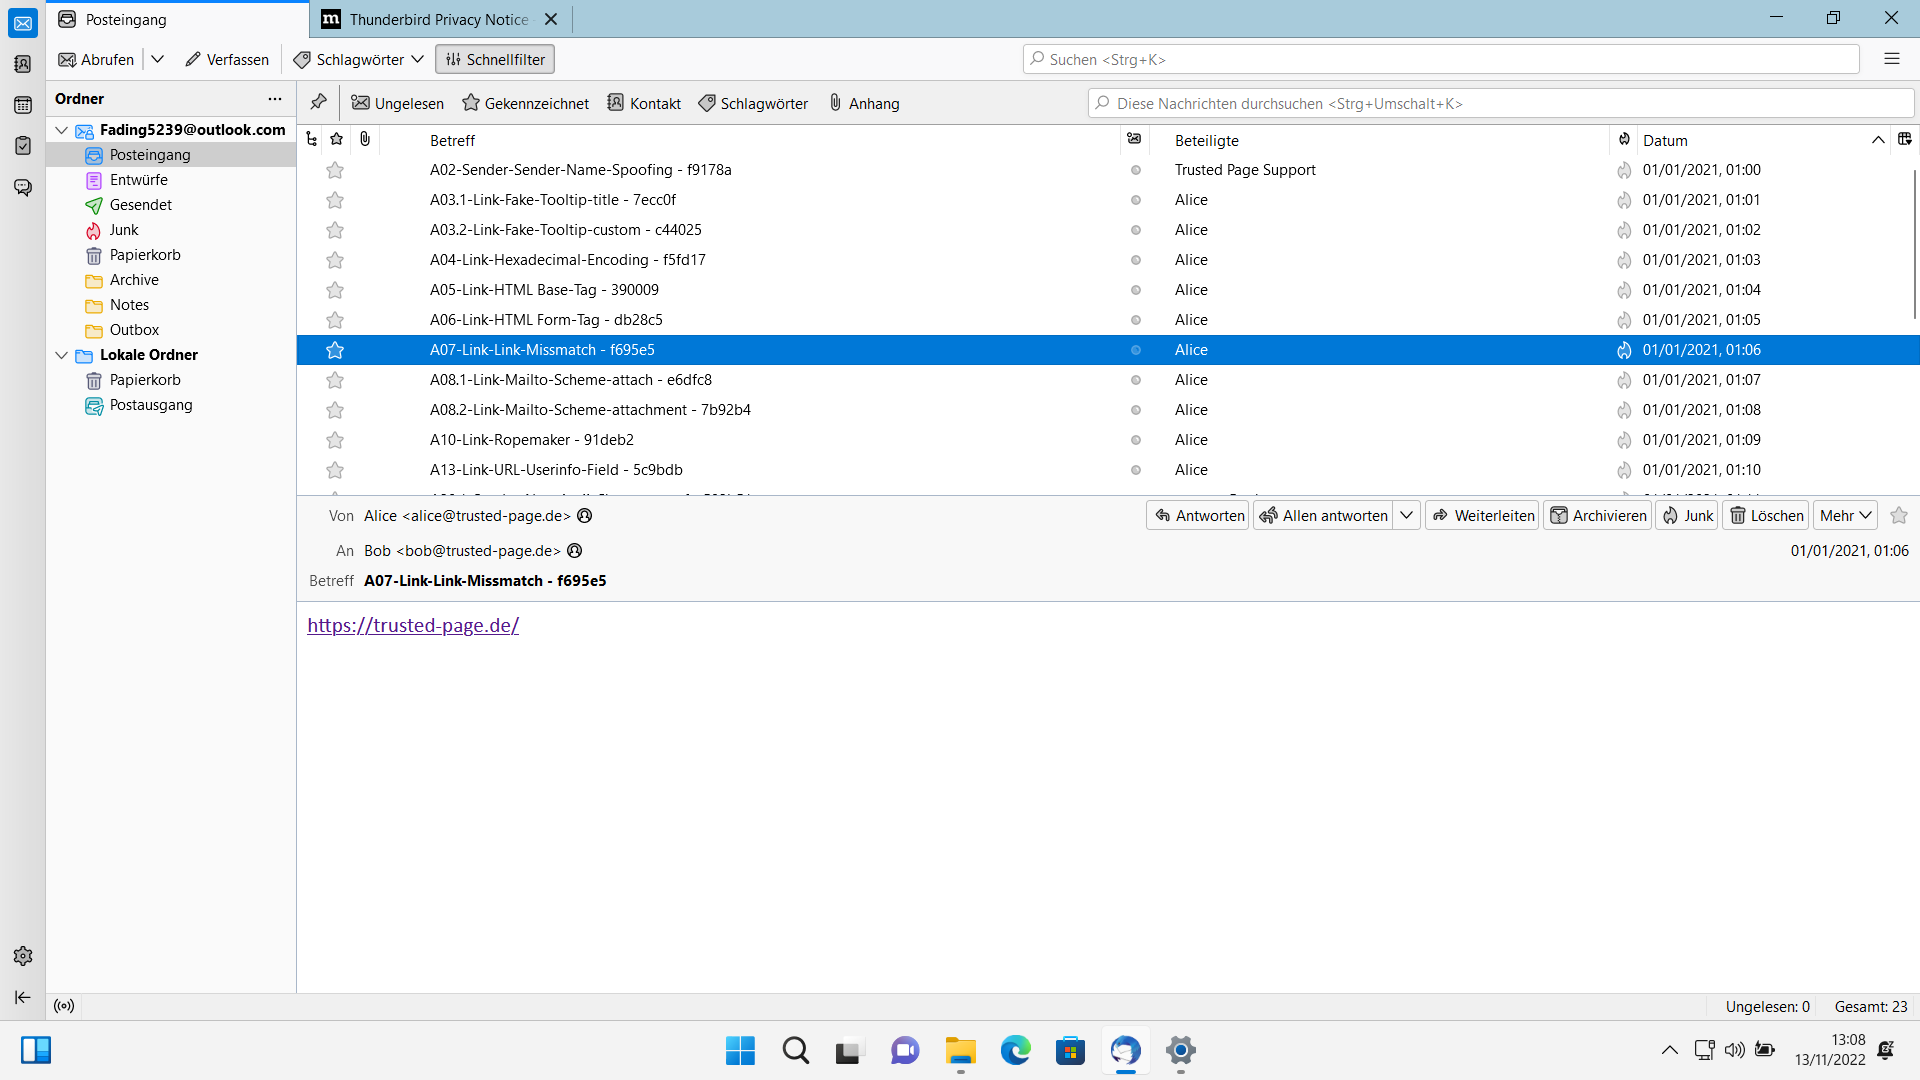 Posteingang
Thunderbird Privacy Notice
Abrufen
Verfassen
Schlagwörter
Schnellfilter
Suchen <Strg+K>
Ordner
Ungelesen
Gekennzeichnet
Kontakt
Schlagwörter
Anhang
Diese Nachrichten durchsuchen <Strg+Umschalt+K>
Fading5239@outlook.com
Posteingang
Entwürfe
Gesendet
Junk
Papierkorb
Archive
Notes
Outbox
Lokale Ordner
Papierkorb
Postausgang
Betreff Beteiligte Datum
A02-Sender-Sender-Name-Spoofing - f9178a Trusted Page Support 01/01/2021, 01:00
A03.1-Link-Fake-Tooltip-title - 7ecc0f Alice 01/01/2021, 01:01
A03.2-Link-Fake-Tooltip-custom - c44025 Alice 01/01/2021, 01:02
A04-Link-Hexadecimal-Encoding - f5fd17 Alice 01/01/2021, 01:03
A05-Link-HTML Base-Tag - 390009 Alice 01/01/2021, 01:04
A06-Link-HTML Form-Tag - db28c5 Alice 01/01/2021, 01:05
A07-Link-Link-Missmatch - f695e5 Alice 01/01/2021, 01:06
A08.1-Link-Mailto-Scheme-attach - e6dfc8 Alice 01/01/2021, 01:07
A08.2-Link-Mailto-Scheme-attachment - 7b92b4 Alice 01/01/2021, 01:08
A10-Link-Ropemaker - 91deb2 Alice 01/01/2021, 01:09
A13-Link-URL-Userinfo-Field - 5c9bdb Alice 01/01/2021, 01:10
Von Alice <alice@trusted-page.de>
Antworten
Allen antworten
Weiterleiten
Archivieren
Junk
Löschen
Mehr
An Bob <bob@trusted-page.de>
01/01/2021, 01:06
Betreff A07-Link-Link-Missmatch - f695e5
https://trusted-page.de/
Ungelesen: 0
Gesamt: 23
13:08
13/11/2022